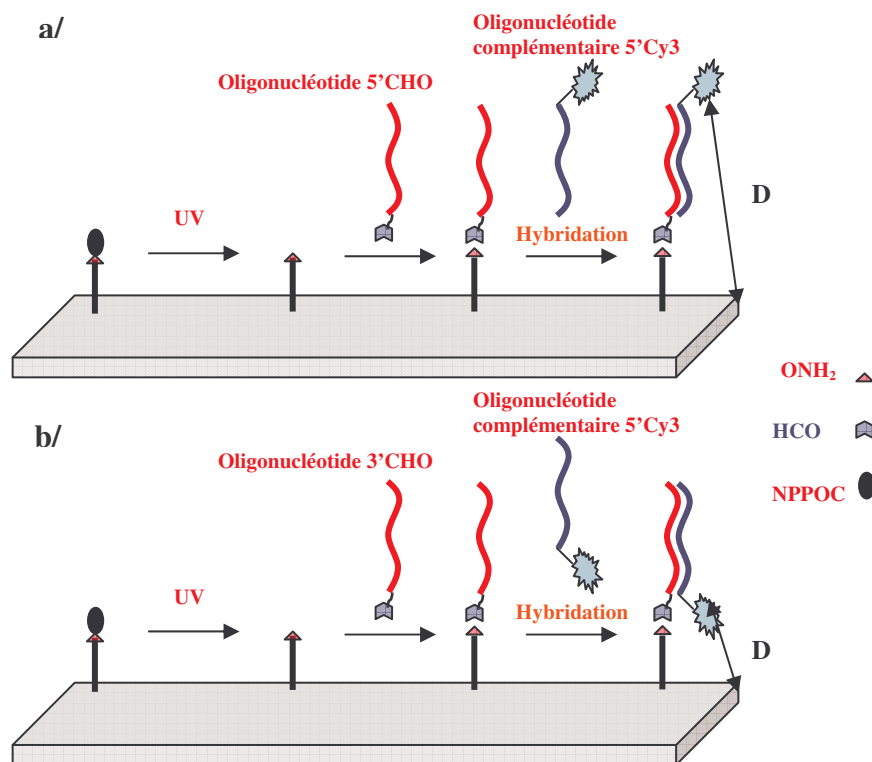 a/
Oligonucléotide
complémentaire 5'Cy3
Oligonucléotide 5'CHO
UV
Hybridation
D
ONH₂
HCO
NPPOC
b/
Oligonucléotide
complémentaire 5'Cy3
Oligonucléotide 3'CHO
UV
Hybridation
D